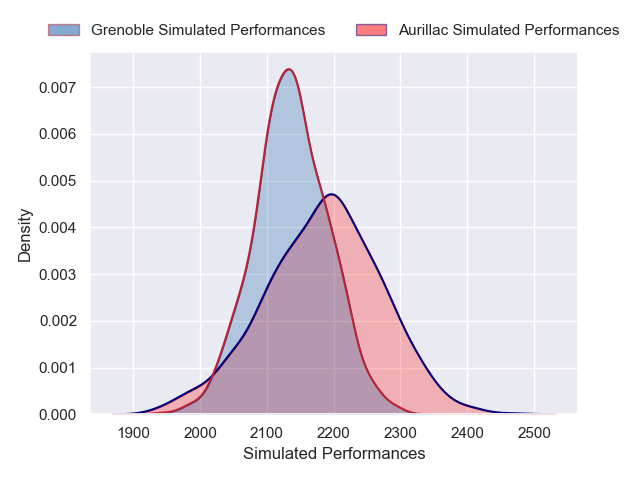 Grenoble Simulated Performances Aurillac Simulated Performances
0.007
0.006
0.005
0.004
0.003
0.002
0.001
0.000
Density
1900 2000 2100 2200 2300 2400 2500
Simulated Performances